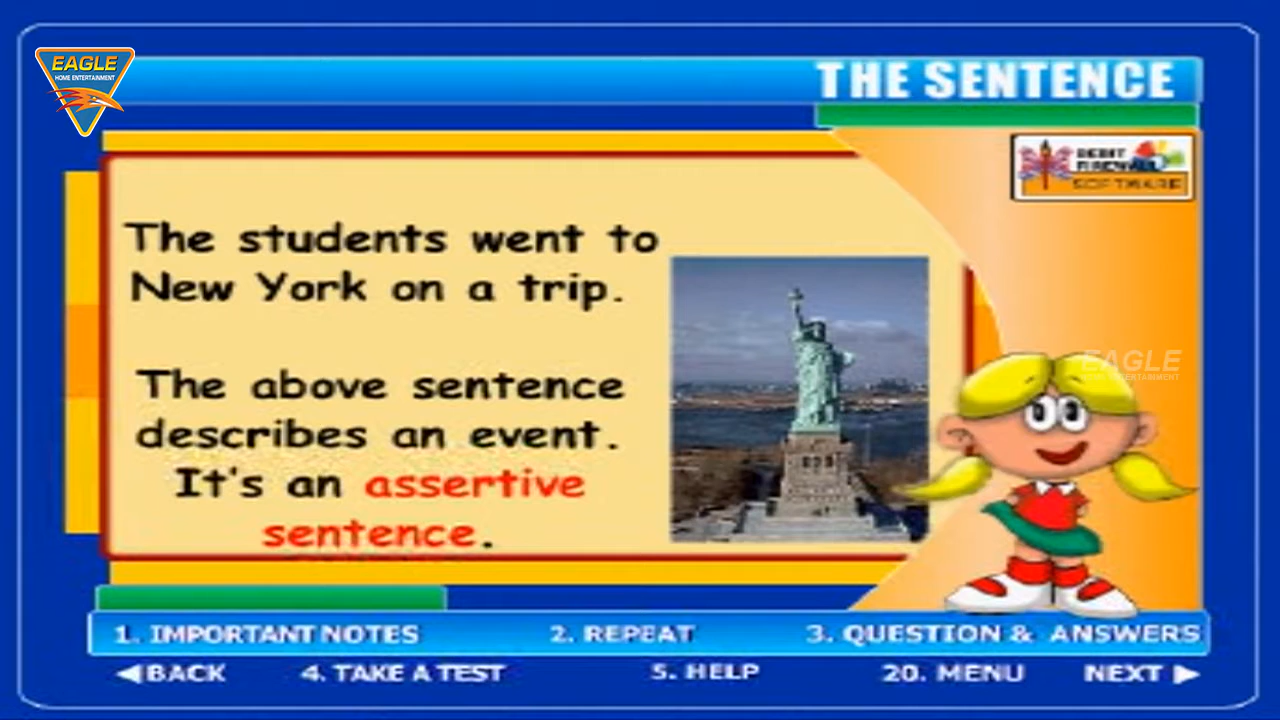 EAGLE
HOME ENTERTAINMENT
THE SENTENCE
SOFTWARE
The students went to
New York on a trip.
The above sentence
describes an event.
It's an assertive
sentence.
EAGLE
HOME ENTERTAINMENT
1. IMPORTANT NOTES
2. REPEAT
3. QUESTION & ANSWERS
BACK
4. TAKE A TEST
5. HELP
20. MENU
NEXT